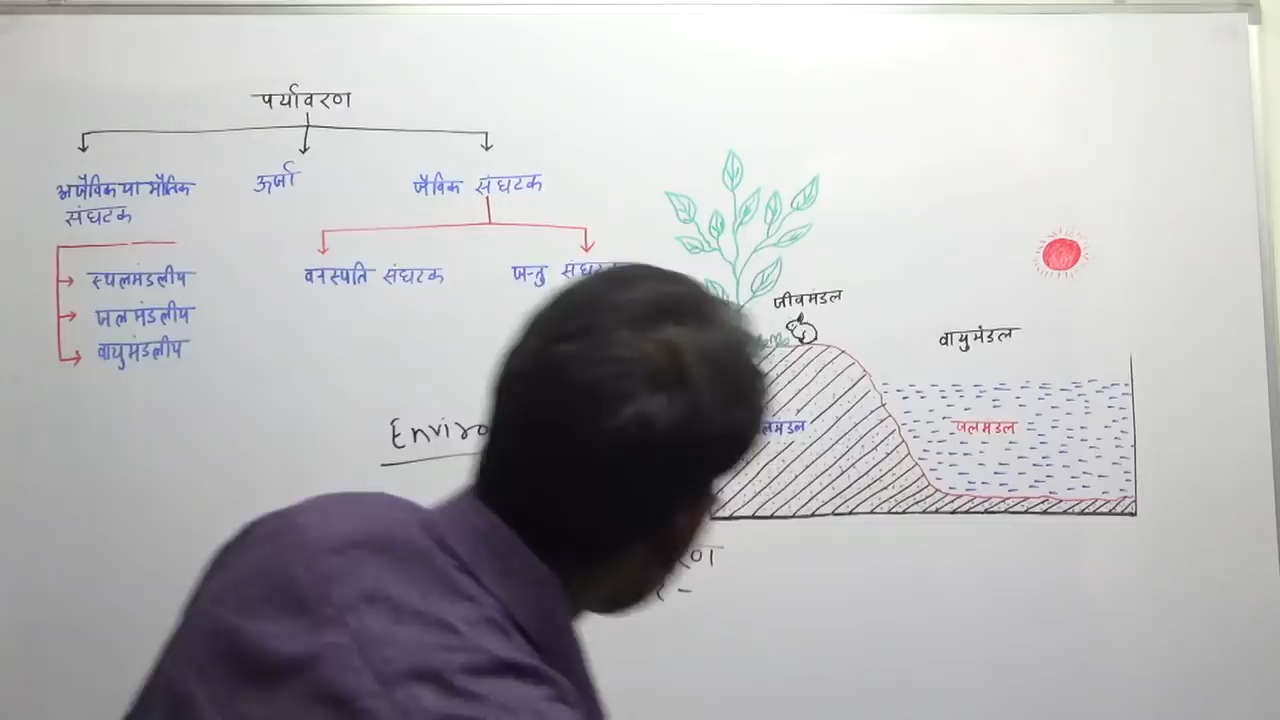 पर्यावरण
अजैविक या भौतिक
संघटक
ऊर्जा
जैविक संघटक
स्थलमंडलीय
जलमंडलीय
वायुमंडलीय
वनस्पति संघटक
जन्तु
जीवमंडल
वायुमंडल
जलमंडल